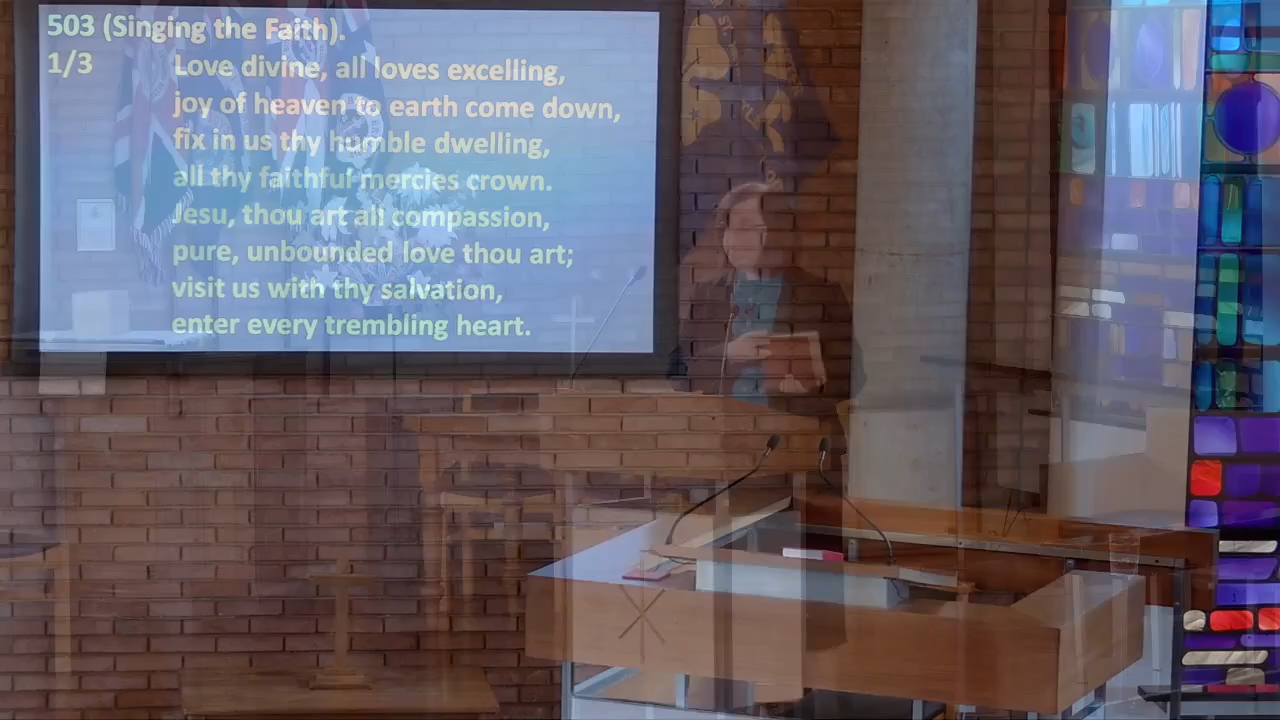 503 (Singing the Faith).
1/3 Love divine, all loves excelling,
joy of heaven to earth come down,
fix in us thy humble dwelling,
all thy faithful mercies crown.
Jesu, thou art all compassion,
pure, unbounded love thou art;
visit us with thy salvation,
enter every trembling heart.